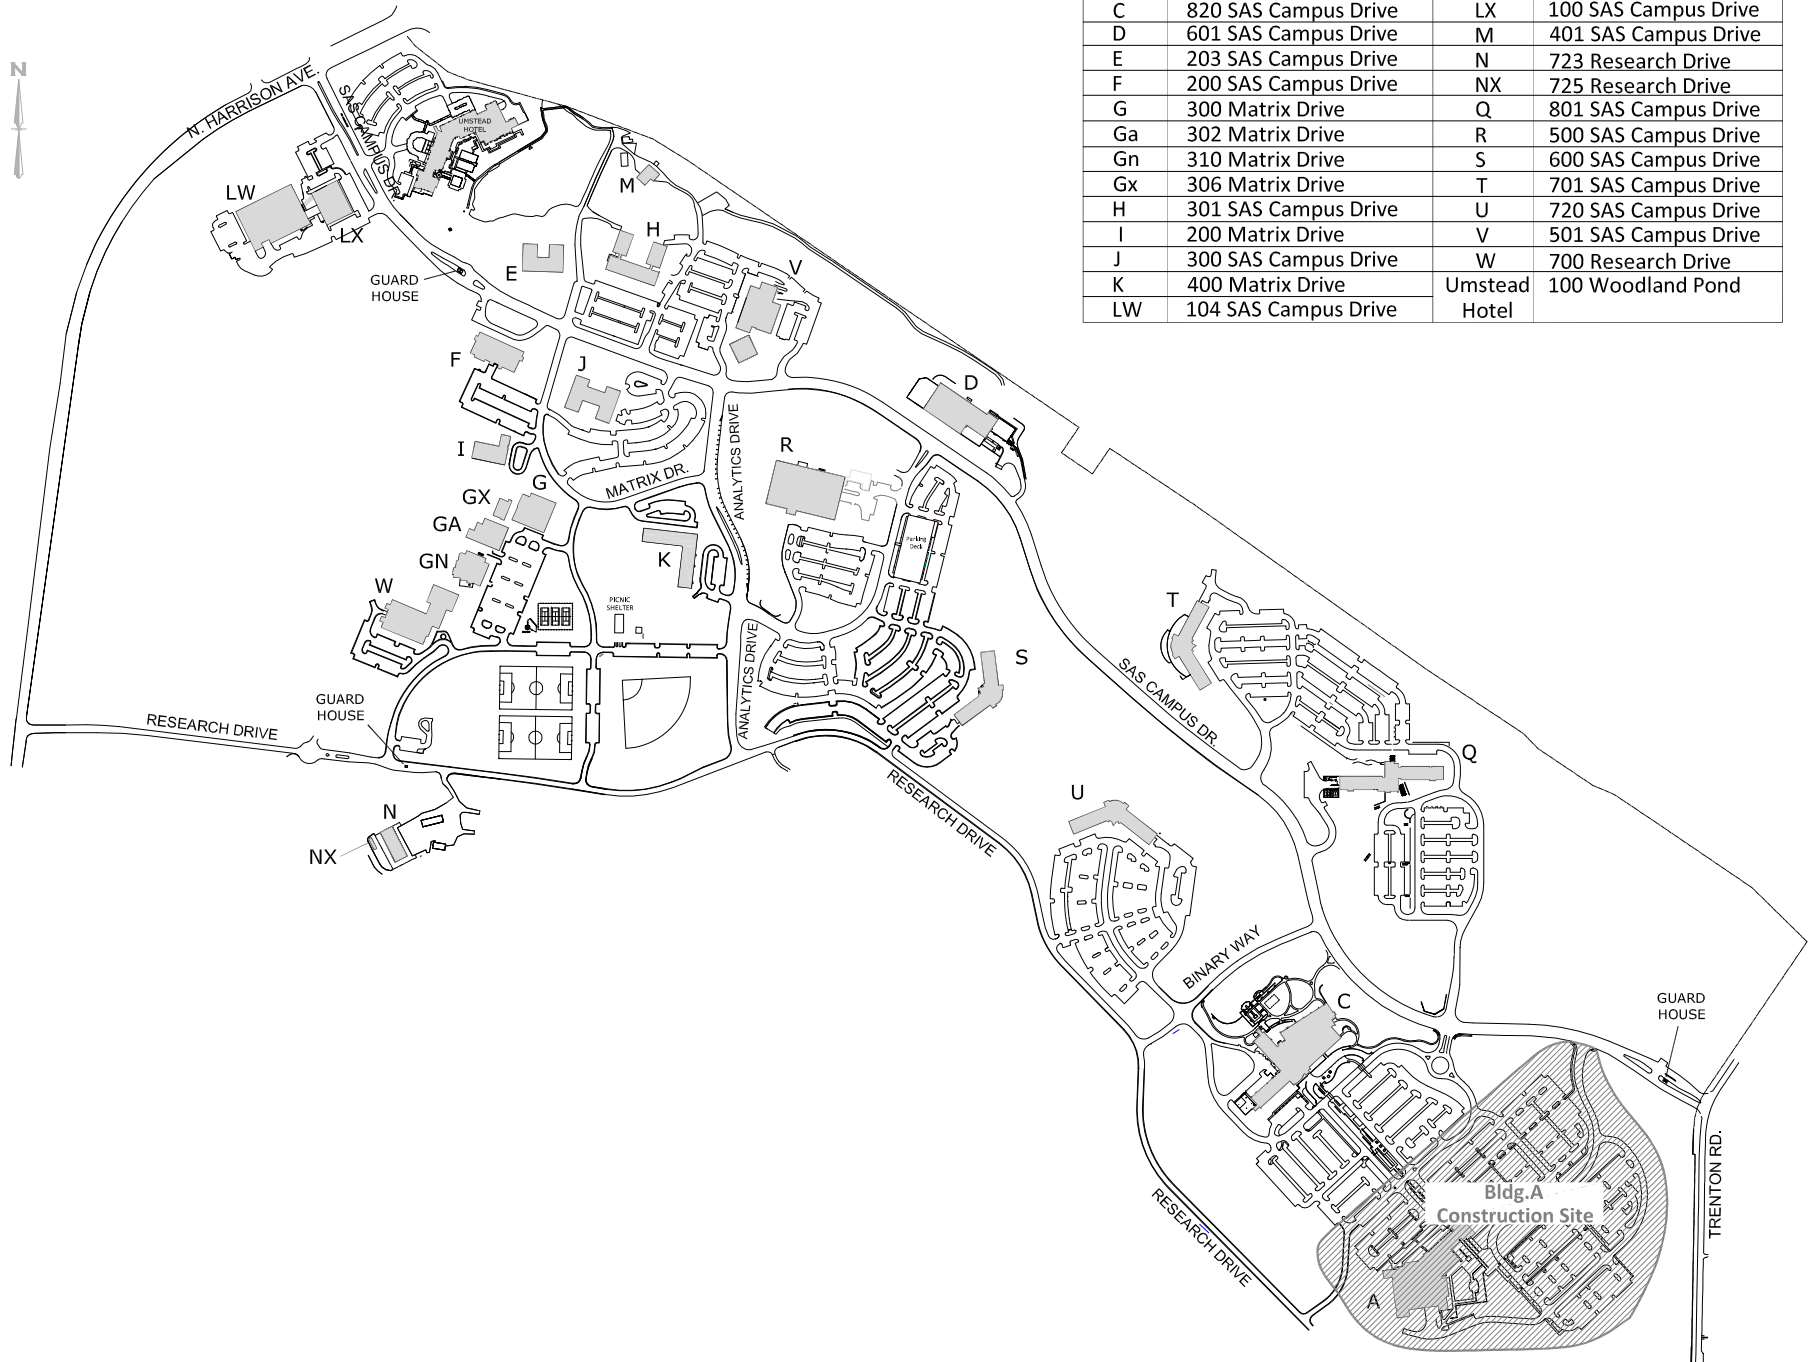 C 820 SAS Campus Drive LX 100 SAS Campus Drive
D 601 SAS Campus Drive M 401 SAS Campus Drive
E 203 SAS Campus Drive N 723 Research Drive
F 200 SAS Campus Drive NX 725 Research Drive
G 300 Matrix Drive Q 801 SAS Campus Drive
Ga 302 Matrix Drive R 500 SAS Campus Drive
Gn 310 Matrix Drive S 600 SAS Campus Drive
Gx 306 Matrix Drive T 701 SAS Campus Drive
H 301 SAS Campus Drive U 720 SAS Campus Drive
I 200 Matrix Drive V 501 SAS Campus Drive
J 300 SAS Campus Drive W 700 Research Drive
K 400 Matrix Drive Umstead 100 Woodland Pond
LW 104 SAS Campus Drive Hotel
N
N. HARRISON AVE.
SAS CAMPUS DR.
UMSTEAD
HOTEL
M
LW
LX
H
E
V
GUARD
HOUSE
F
J
D
ANALYTICS DRIVE
R
I
MATRIX DR.
G
GX
GA
K
Parking
Deck
GN
W
PICNIC
SHELTER
T
S
ANALYTICS DRIVE
SAS CAMPUS DR.
GUARD
HOUSE
RESEARCH DRIVE
Q
U
RESEARCH DRIVE
N
NX
BINARY WAY
C
GUARD
HOUSE
TRENTON RD.
Bldg.A
Construction Site
RESEARCH DRIVE
A